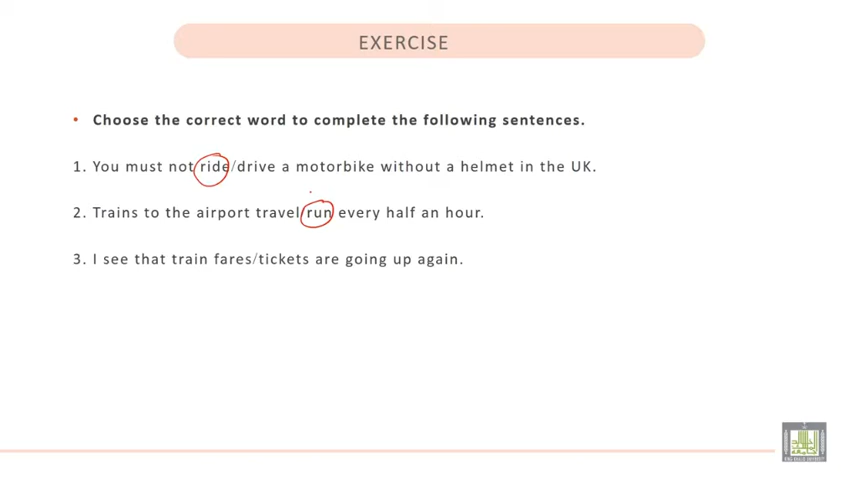 EXERCISE
• Choose the correct word to complete the following sentences.
1. You must not ride/drive a motorbike without a helmet in the UK.
2. Trains to the airport travel/run every half an hour.
3. I see that train fares/tickets are going up again.